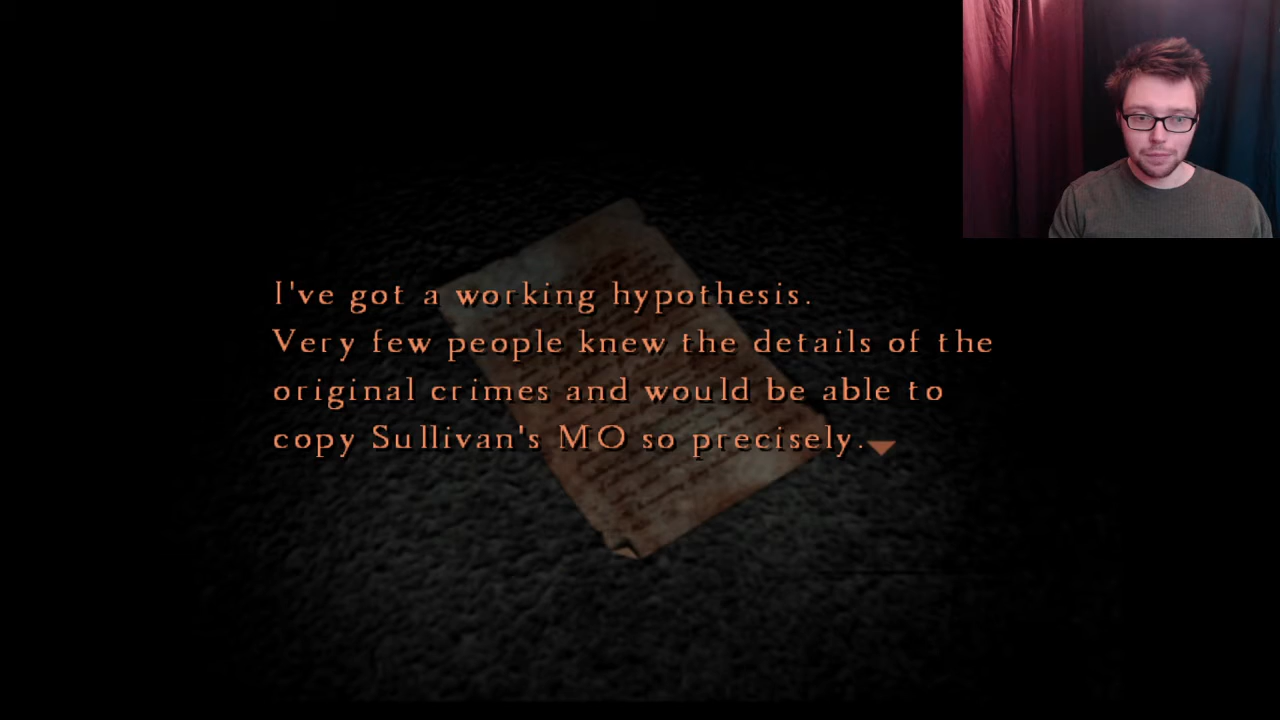 I've got a working hypothesis.
Very few people knew the details of the
original crimes and would be able to
copy Sullivan's MO so precisely.